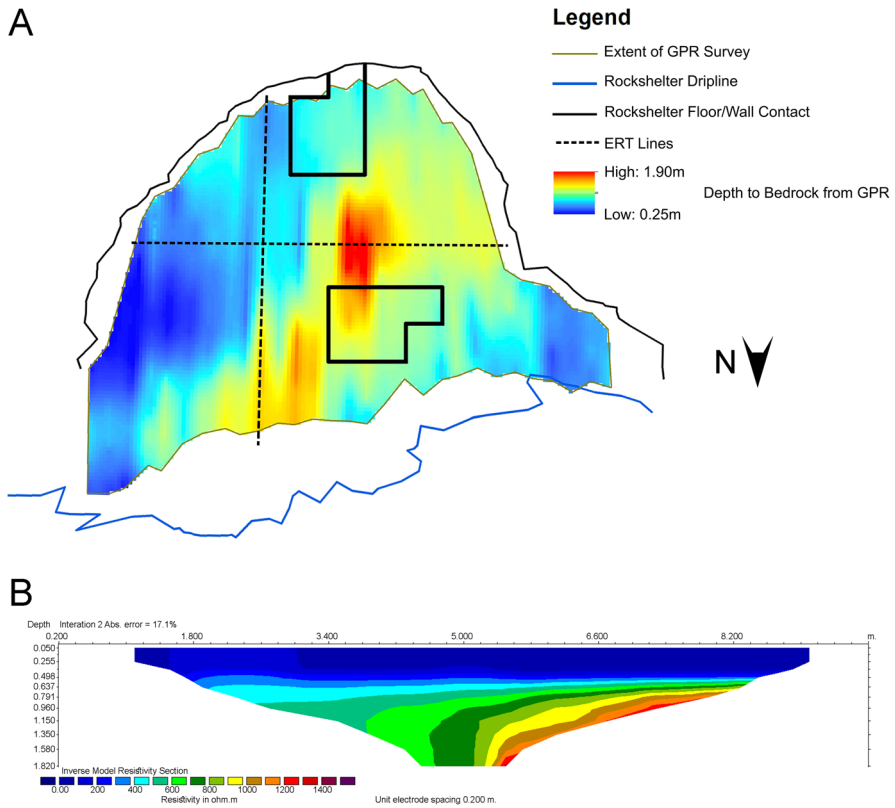 A
Legend
Extent of GPR Survey
Rockshelter Dripline
Rockshelter Floor/Wall Contact
ERT Lines
High: 1.90m
Depth to Bedrock from GPR
Low: 0.25m
N
B
Depth Interation 2 Abs. error = 17.1%
0.200 1.800 3.400 5.000 6.600 8.200 m.
0.050
0.255
0.498
0.637
0.791
0.960
1.150
1.350
1.580
1.820
Inverse Model Resistivity Section
0.00 200 400 600 800 1000 1200 1400
Resistivity in ohm.m Unit electrode spacing 0.200 m.